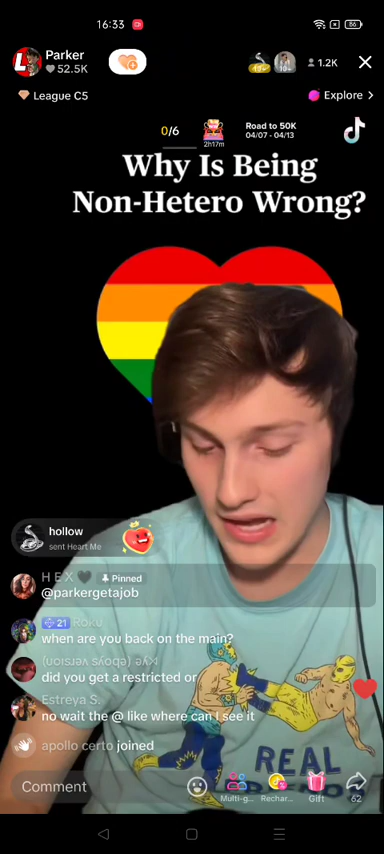 16:33
86
Parker
52.5K
1.2K
League C5
Explore
0/6
2h17m
Road to 50K
04/07 - 04/13
Why Is Being
Non-Hetero Wrong?
hollow
sent Heart Me
H E X Pinned
@parkergetajob
21 Roku
when are you back on the main?
did you get a restricted or
Estreya S.
no wait the @ like where can I see it
apollo certo joined
REAL
Comment
Multi-g...
Rechar...
Gift
62